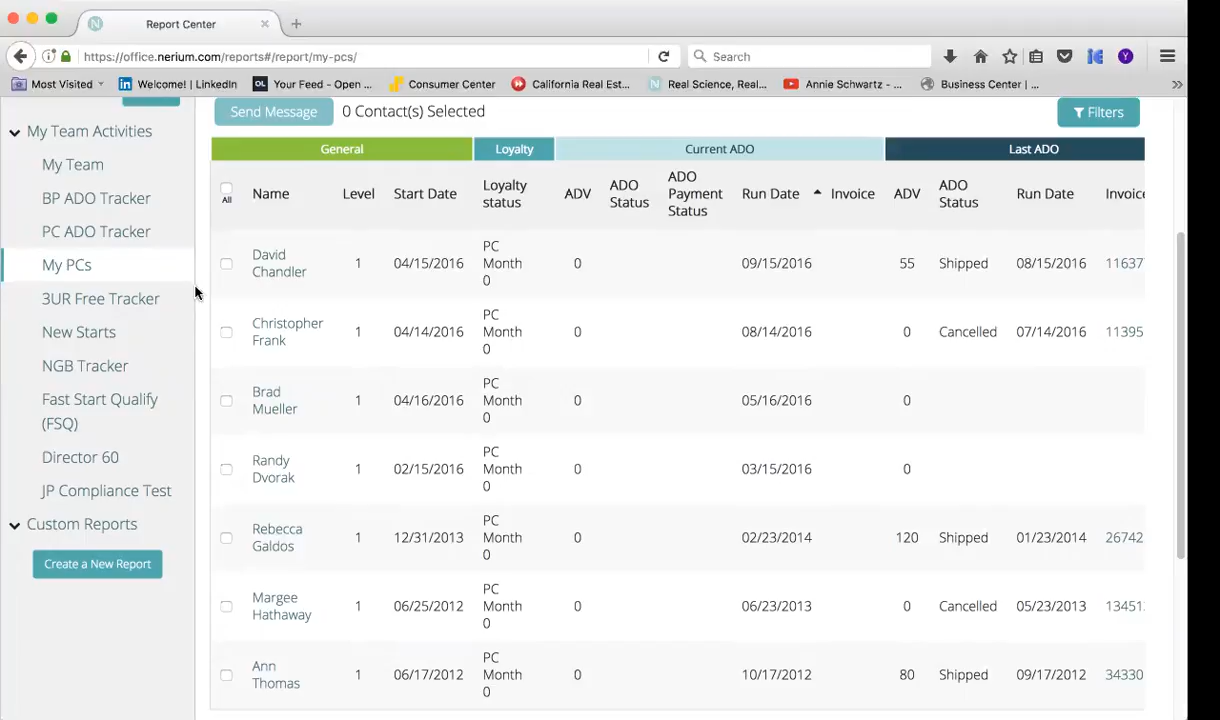 Report Center
https://office.nerium.com/reports#/report/my-pcs/
Search
Most Visited
Welcome! | LinkedIn
OL
Your Feed - Open ...
Consumer Center
California Real Est...
Real Science, Real...
Annie Schwartz - ...
Business Center | ...
Send Message
0 Contact(s) Selected
Filters
My Team Activities
My Team
BP ADO Tracker
PC ADO Tracker
My PCs
3UR Free Tracker
New Starts
NGB Tracker
Fast Start Qualify
(FSQ)
Director 60
JP Compliance Test
Custom Reports
Create a New Report
General Loyalty Current ADO Last ADO
All Name Level Start Date Loyalty status ADV ADO Status ADO Payment Status Run Date Invoice ADV ADO Status Run Date Invoice
David Chandler 1 04/15/2016 PC Month 0 0 09/15/2016 55 Shipped 08/15/2016 11637
Christopher Frank 1 04/14/2016 PC Month 0 0 08/14/2016 0 Cancelled 07/14/2016 11395
Brad Mueller 1 04/16/2016 PC Month 0 0 05/16/2016 0
Randy Dvorak 1 02/15/2016 PC Month 0 0 03/15/2016 0
Rebecca Galdos 1 12/31/2013 PC Month 0 0 02/23/2014 120 Shipped 01/23/2014 26742
Margee Hathaway 1 06/25/2012 PC Month 0 0 06/23/2013 0 Cancelled 05/23/2013 13451
Ann Thomas 1 06/17/2012 PC Month 0 0 10/17/2012 80 Shipped 09/17/2012 34330